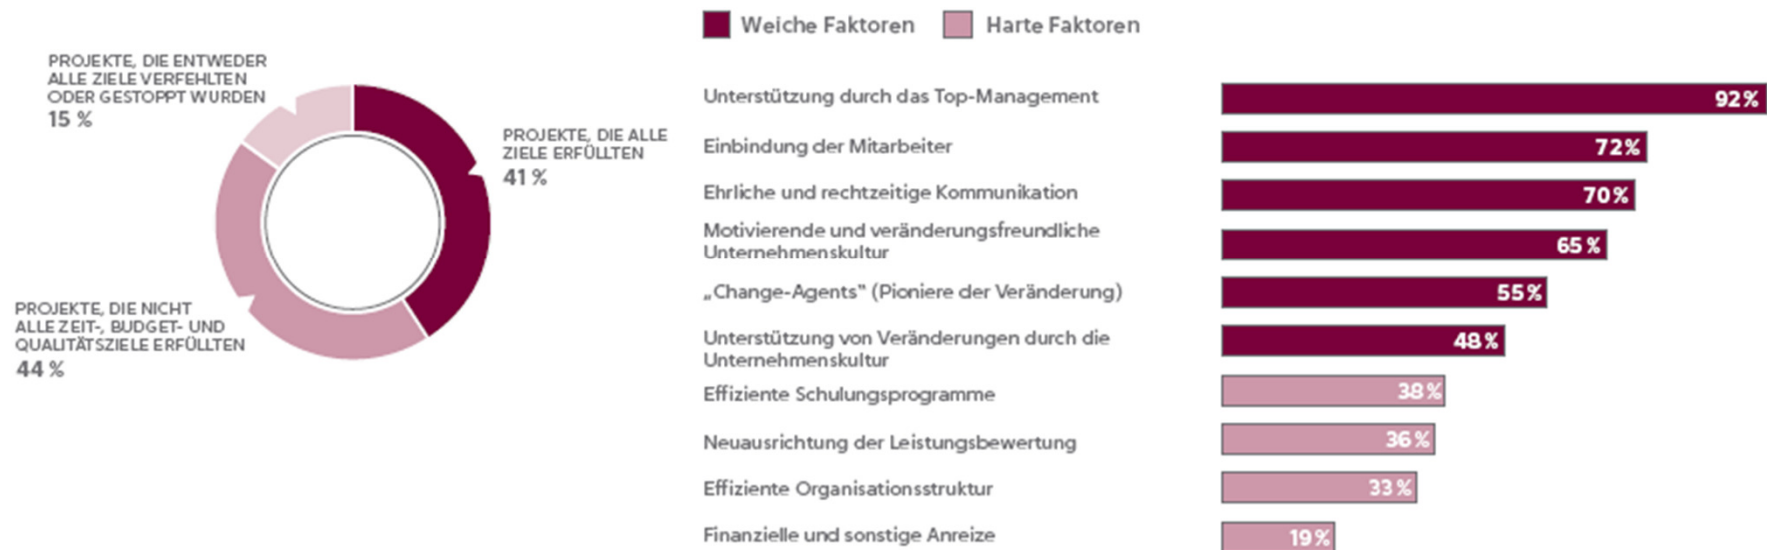 PROJEKTE, DIE ENTWEDER
ALLE ZIELE VERFEHLTEN
ODER GESTOPPT WURDEN
15 %
PROJEKTE, DIE ALLE
ZIELE ERFÜLLTEN
41 %
PROJEKTE, DIE NICHT
ALLE ZEIT-, BUDGET- UND
QUALITÄTSZIELE ERFÜLLTEN
44 %
Weiche Faktoren
Harte Faktoren
Unterstützung durch das Top-Management
92%
Einbindung der Mitarbeiter
72%
Ehrliche und rechtzeitige Kommunikation
70%
Motivierende und veränderungsfreundliche
Unternehmenskultur
65%
„Change-Agents“ (Pioniere der Veränderung)
55%
Unterstützung von Veränderungen durch die
Unternehmenskultur
48%
Effiziente Schulungsprogramme
38%
Neuausrichtung der Leistungsbewertung
36%
Effiziente Organisationsstruktur
33%
Finanzielle und sonstige Anreize
19%